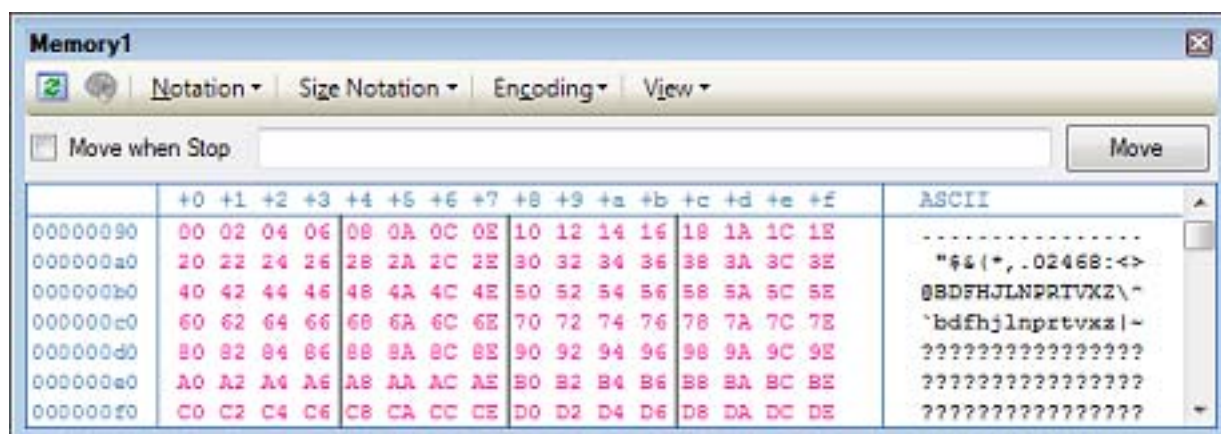 Memory1
Notation Size Notation Encoding View
Move when Stop Move
+0 +1 +2 +3 +4 +5 +6 +7 +8 +9 +a +b +c +d +e +f ASCII
00000090 00 02 04 06 08 0A 0C 0E 10 12 14 16 18 1A 1C 1E ................
000000a0 20 22 24 26 28 2A 2C 2E 30 32 34 36 38 3A 3C 3E "$&(*,.02468:<>
000000b0 40 42 44 46 48 4A 4C 4E 50 52 54 56 58 5A 5C 5E @BDFHJLNPRTVXZ\^
000000c0 60 62 64 66 68 6A 6C 6E 70 72 74 76 78 7A 7C 7E `bdfhjlnprtvxz|~
000000d0 80 82 84 86 88 8A 8C 8E 90 92 94 96 98 9A 9C 9E ????????????????
000000e0 A0 A2 A4 A6 A8 AA AC AE B0 B2 B4 B6 B8 BA BC BE ????????????????
000000f0 C0 C2 C4 C6 C8 CA CC CE D0 D2 D4 D6 D8 DA DC DE ????????????????